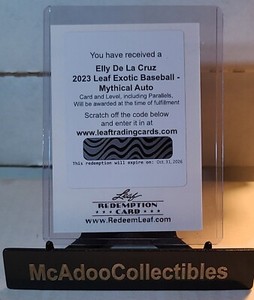 You have received a
Elly De La Cruz
2023 Leaf Exotic Baseball -
Mythical Auto
Card and Level, including Parallels,
Will be awarded at the time of fulfillment
Scratch off the code below
and enter it in at
www.leaftradingcards.com
This redemption will expire on: Oct 31, 2026
Leaf
REDEMPTION
CARD
www.RedeemLeaf.com
McAdooCollectibles